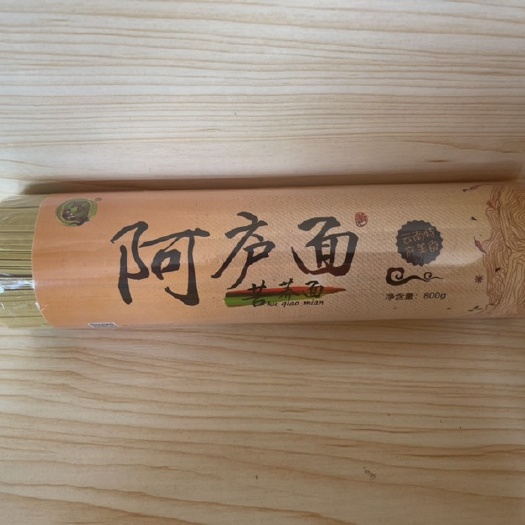 阿庐面
苦荞面
ku qiao mian
净含量：800g